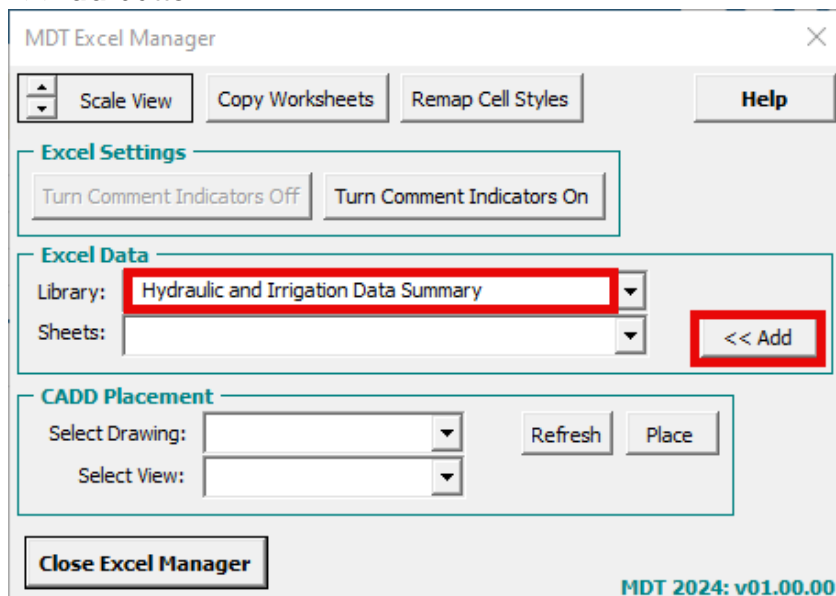 MDT Excel Manager
Scale View Copy Worksheets Remap Cell Styles Help
Excel Settings
Turn Comment Indicators Off Turn Comment Indicators On
Excel Data
Library: Hydraulic and Irrigation Data Summary
Sheets: << Add
CADD Placement
Select Drawing: Refresh Place
Select View:
Close Excel Manager
MDT 2024: v01.00.00